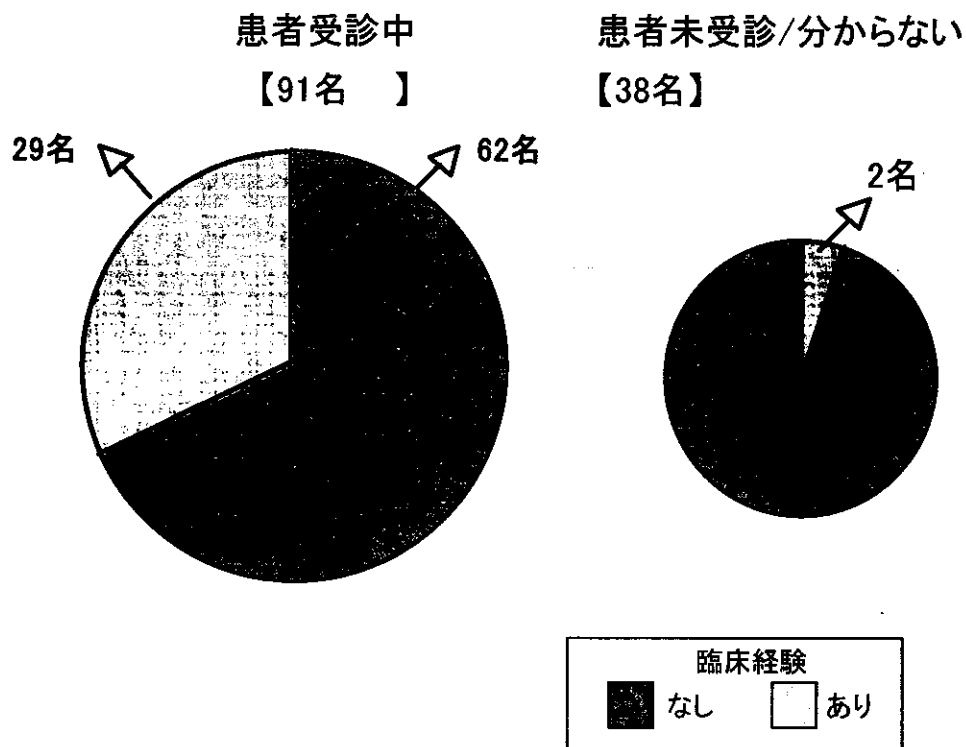 患者受診中
【91名 】
患者未受診/分からない
【38名】
29名
62名
2名
臨床経験
なし
あり